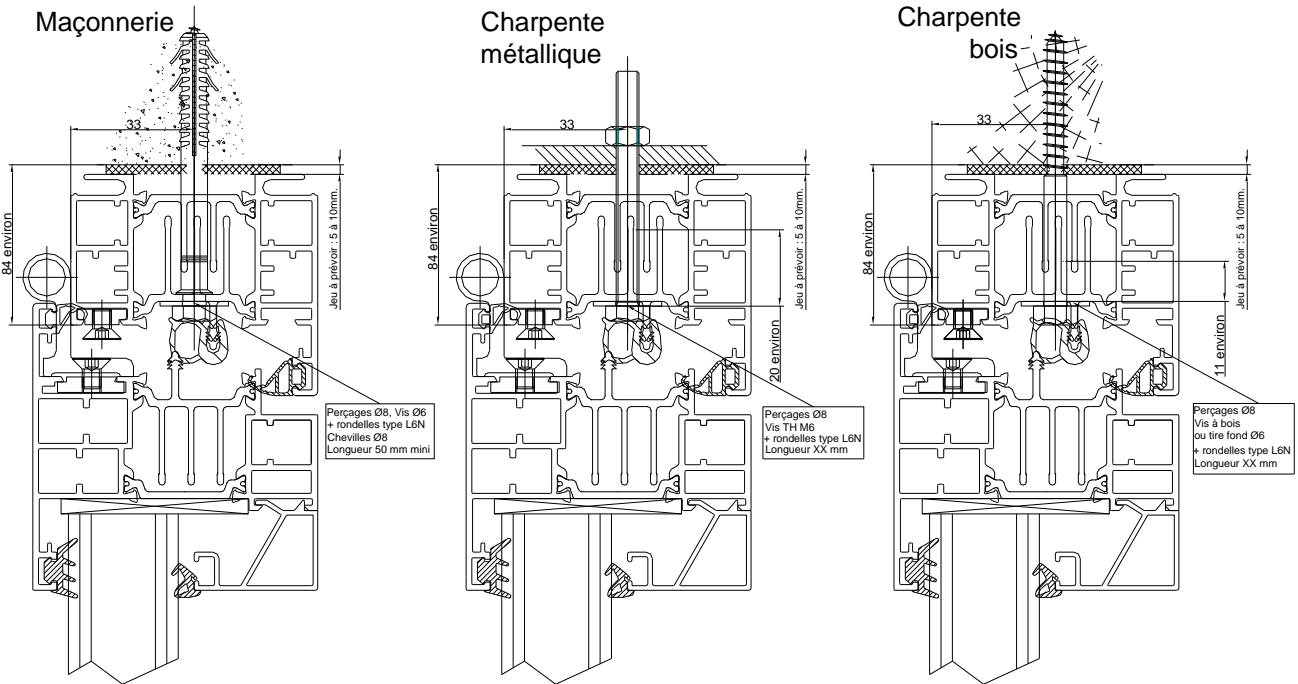 Maçonnerie
33
84 environ
Jeu à prévoir : 5 à 10mm.
Perçages Ø8, Vis Ø6
+ rondelles type L6N
Chevilles Ø8
Longueur 50 mm mini
Charpente
métallique
33
84 environ
Jeu à prévoir : 5 à 10mm.
20 environ
Perçages Ø8
Vis TH M6
+ rondelles type L6N
Longueur XX mm
Charpente
bois
33
84 environ
Jeu à prévoir : 5 à 10mm.
11 environ
Perçages Ø8
Vis à bois
ou tire fond Ø6
+ rondelles type L6N
Longueur XX mm